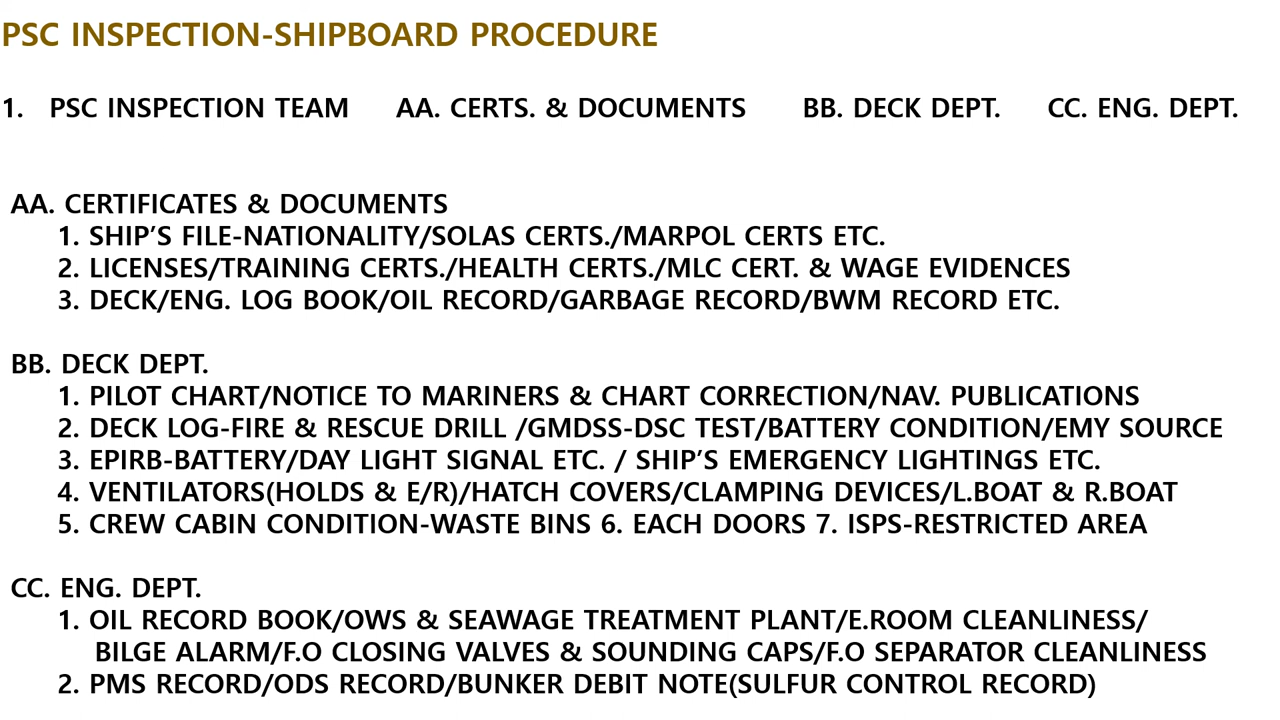 PSC INSPECTION-SHIPBOARD PROCEDURE
1. PSC INSPECTION TEAM AA. CERTS. & DOCUMENTS BB. DECK DEPT. CC. ENG. DEPT.
AA. CERTIFICATES & DOCUMENTS
1. SHIP’S FILE-NATIONALITY/SOLAS CERTS./MARPOL CERTS ETC.
2. LICENSES/TRAINING CERTS./HEALTH CERTS./MLC CERT. & WAGE EVIDENCES
3. DECK/ENG. LOG BOOK/OIL RECORD/GARBAGE RECORD/BWM RECORD ETC.
BB. DECK DEPT.
1. PILOT CHART/NOTICE TO MARINERS & CHART CORRECTION/NAV. PUBLICATIONS
2. DECK LOG-FIRE & RESCUE DRILL /GMDSS-DSC TEST/BATTERY CONDITION/EMY SOURCE
3. EPIRB-BATTERY/DAY LIGHT SIGNAL ETC. / SHIP’S EMERGENCY LIGHTINGS ETC.
4. VENTILATORS(HOLDS & E/R)/HATCH COVERS/CLAMPING DEVICES/L.BOAT & R.BOAT
5. CREW CABIN CONDITION-WASTE BINS 6. EACH DOORS 7. ISPS-RESTRICTED AREA
CC. ENG. DEPT.
1. OIL RECORD BOOK/OWS & SEAWAGE TREATMENT PLANT/E.ROOM CLEANLINESS/
BILGE ALARM/F.O CLOSING VALVES & SOUNDING CAPS/F.O SEPARATOR CLEANLINESS
2. PMS RECORD/ODS RECORD/BUNKER DEBIT NOTE(SULFUR CONTROL RECORD)